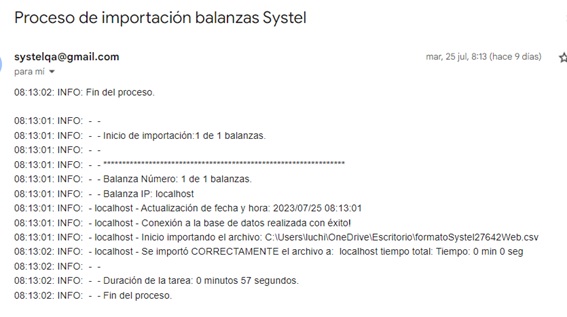 Proceso de importación balanzas Systel
systelqa@gmail.com
mar, 25 jul, 8:13 (hace 9 días)
para mí
08:13:02: INFO: Fin del proceso.
08:13:01: INFO: - -
08:13:01: INFO: - - Inicio de importación:1 de 1 balanzas.
08:13:01: INFO: - -
08:13:01: INFO: - - ****************************************************************
08:13:01: INFO: - - Balanza Número: 1 de 1 balanzas.
08:13:01: INFO: - - Balanza IP: localhost
08:13:01: INFO: - localhost - Actualización de fecha y hora: 2023/07/25 08:13:01
08:13:01: INFO: - localhost - Conexión a la base de datos realizada con éxito!
08:13:01: INFO: - localhost - Inicio importando el archivo: C:\Users\luchi\OneDrive\Escritorio\formatoSystel27642Web.csv
08:13:02: INFO: - localhost - Se importó CORRECTAMENTE el archivo a: localhost tiempo total: Tiempo: 0 min 0 seg
08:13:02: INFO: - -
08:13:02: INFO: - - Duración de la tarea: 0 minutos 57 segundos.
08:13:02: INFO: - - Fin del proceso.